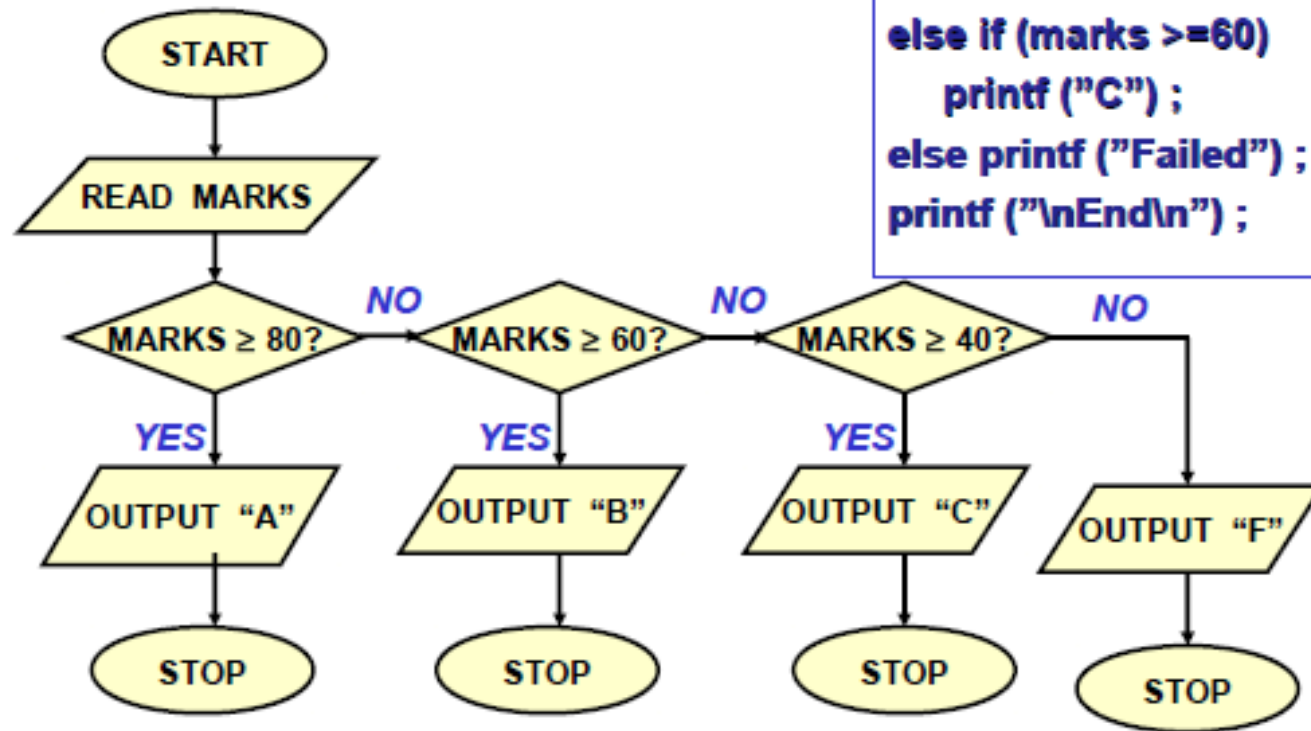 else if (marks >=60)
printf (”C”) ;
else printf (”Failed”) ;
printf (”\nEnd\n”) ;
START
READ MARKS
MARKS ≥ 80?
NO
MARKS ≥ 60?
NO
MARKS ≥ 40?
NO
YES
YES
YES
OUTPUT “A”
OUTPUT “B”
OUTPUT “C”
OUTPUT “F”
STOP
STOP
STOP
STOP